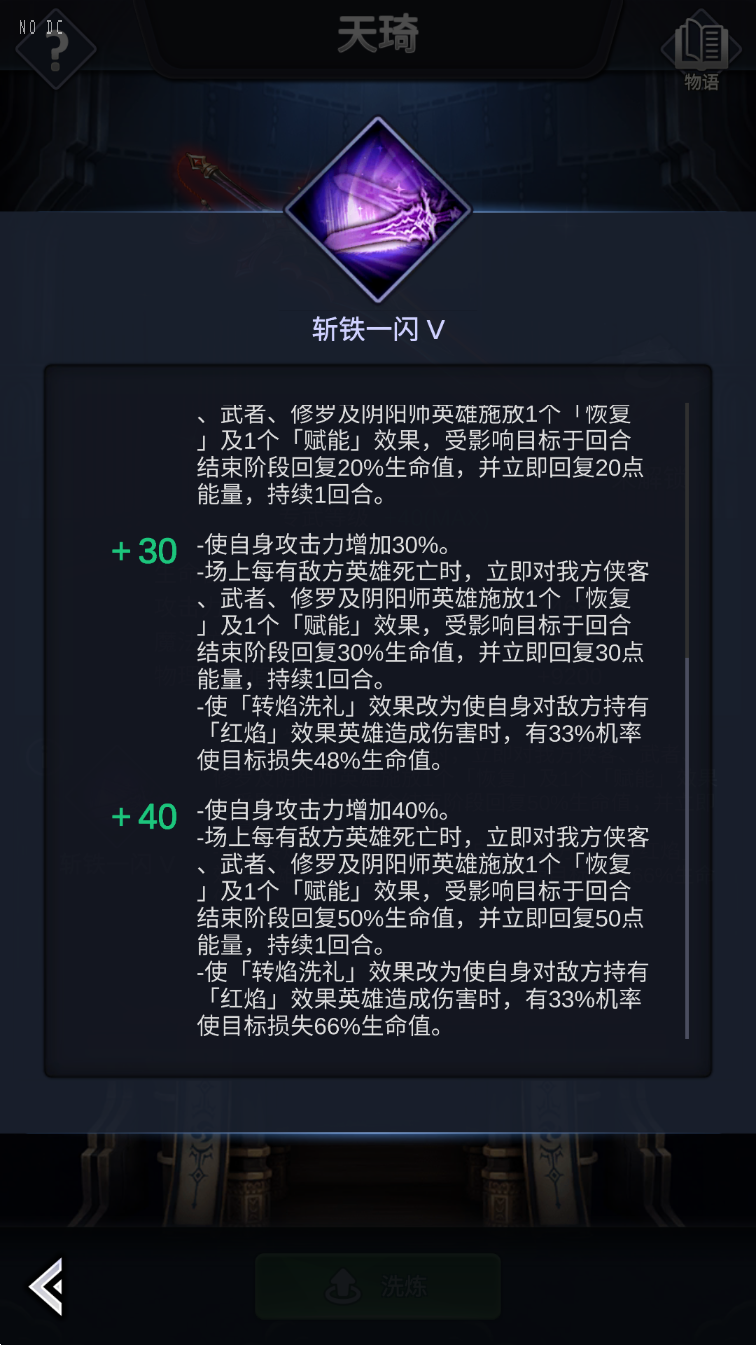 NO DC
?
天琦
物语
斩铁一闪 V
、武者、修罗及阴阳师英雄施放1个「恢复
」及1个「赋能」效果，受影响目标于回合
结束阶段回复20%生命值，并立即回复20点
能量，持续1回合。
+30
-使自身攻击力增加30%。
-场上每有敌方英雄死亡时，立即对我方侠客
、武者、修罗及阴阳师英雄施放1个「恢复
」及1个「赋能」效果，受影响目标于回合
结束阶段回复30%生命值，并立即回复30点
能量，持续1回合。
-使「转焰洗礼」效果改为使自身对敌方持有
「红焰」效果英雄造成伤害时，有33%机率
使目标损失48%生命值。
+40
-使自身攻击力增加40%。
-场上每有敌方英雄死亡时，立即对我方侠客
、武者、修罗及阴阳师英雄施放1个「恢复
」及1个「赋能」效果，受影响目标于回合
结束阶段回复50%生命值，并立即回复50点
能量，持续1回合。
-使「转焰洗礼」效果改为使自身对敌方持有
「红焰」效果英雄造成伤害时，有33%机率
使目标损失66%生命值。
洗炼